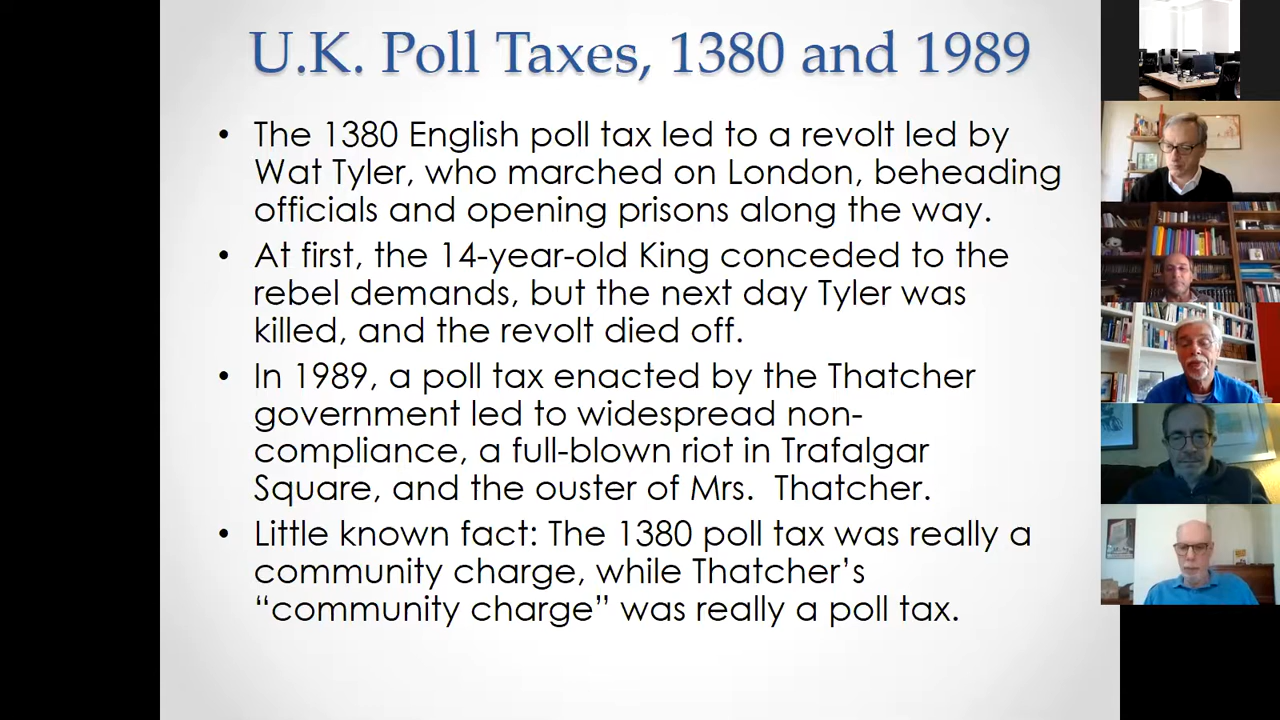 U.K. Poll Taxes, 1380 and 1989
• The 1380 English poll tax led to a revolt led by
Wat Tyler, who marched on London, beheading
officials and opening prisons along the way.
• At first, the 14-year-old King conceded to the
rebel demands, but the next day Tyler was
killed, and the revolt died off.
• In 1989, a poll tax enacted by the Thatcher
government led to widespread non-
compliance, a full-blown riot in Trafalgar
Square, and the ouster of Mrs.  Thatcher.
• Little known fact: The 1380 poll tax was really a
community charge, while Thatcher’s
“community charge” was really a poll tax.